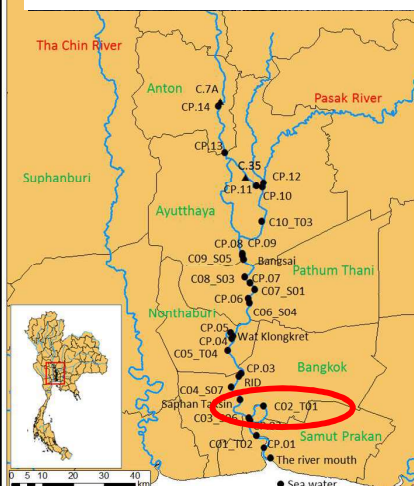 Tha Chin River
C.7A
Anton
CP.14
Pasak River
CP.13
C.35
CP.12
CP.11
CP.10
Suphanburi
Ayutthaya
C10_T03
CP.08
CP.09
C09_S05
Bangsai
Pathum Thani
C08_S03
CP.07
C07_S01
CP.06
C06_S04
Nonthaburi
CP.05
Wat Klongkret
CP.04
C05_T04
CP.03
Bangkok
RID
C04_S07
Saphan Taksin
C02_T01
Samut Prakan
C01_T02
CP.01
The river mouth
0 5 10 20 30 40
km
Sea water